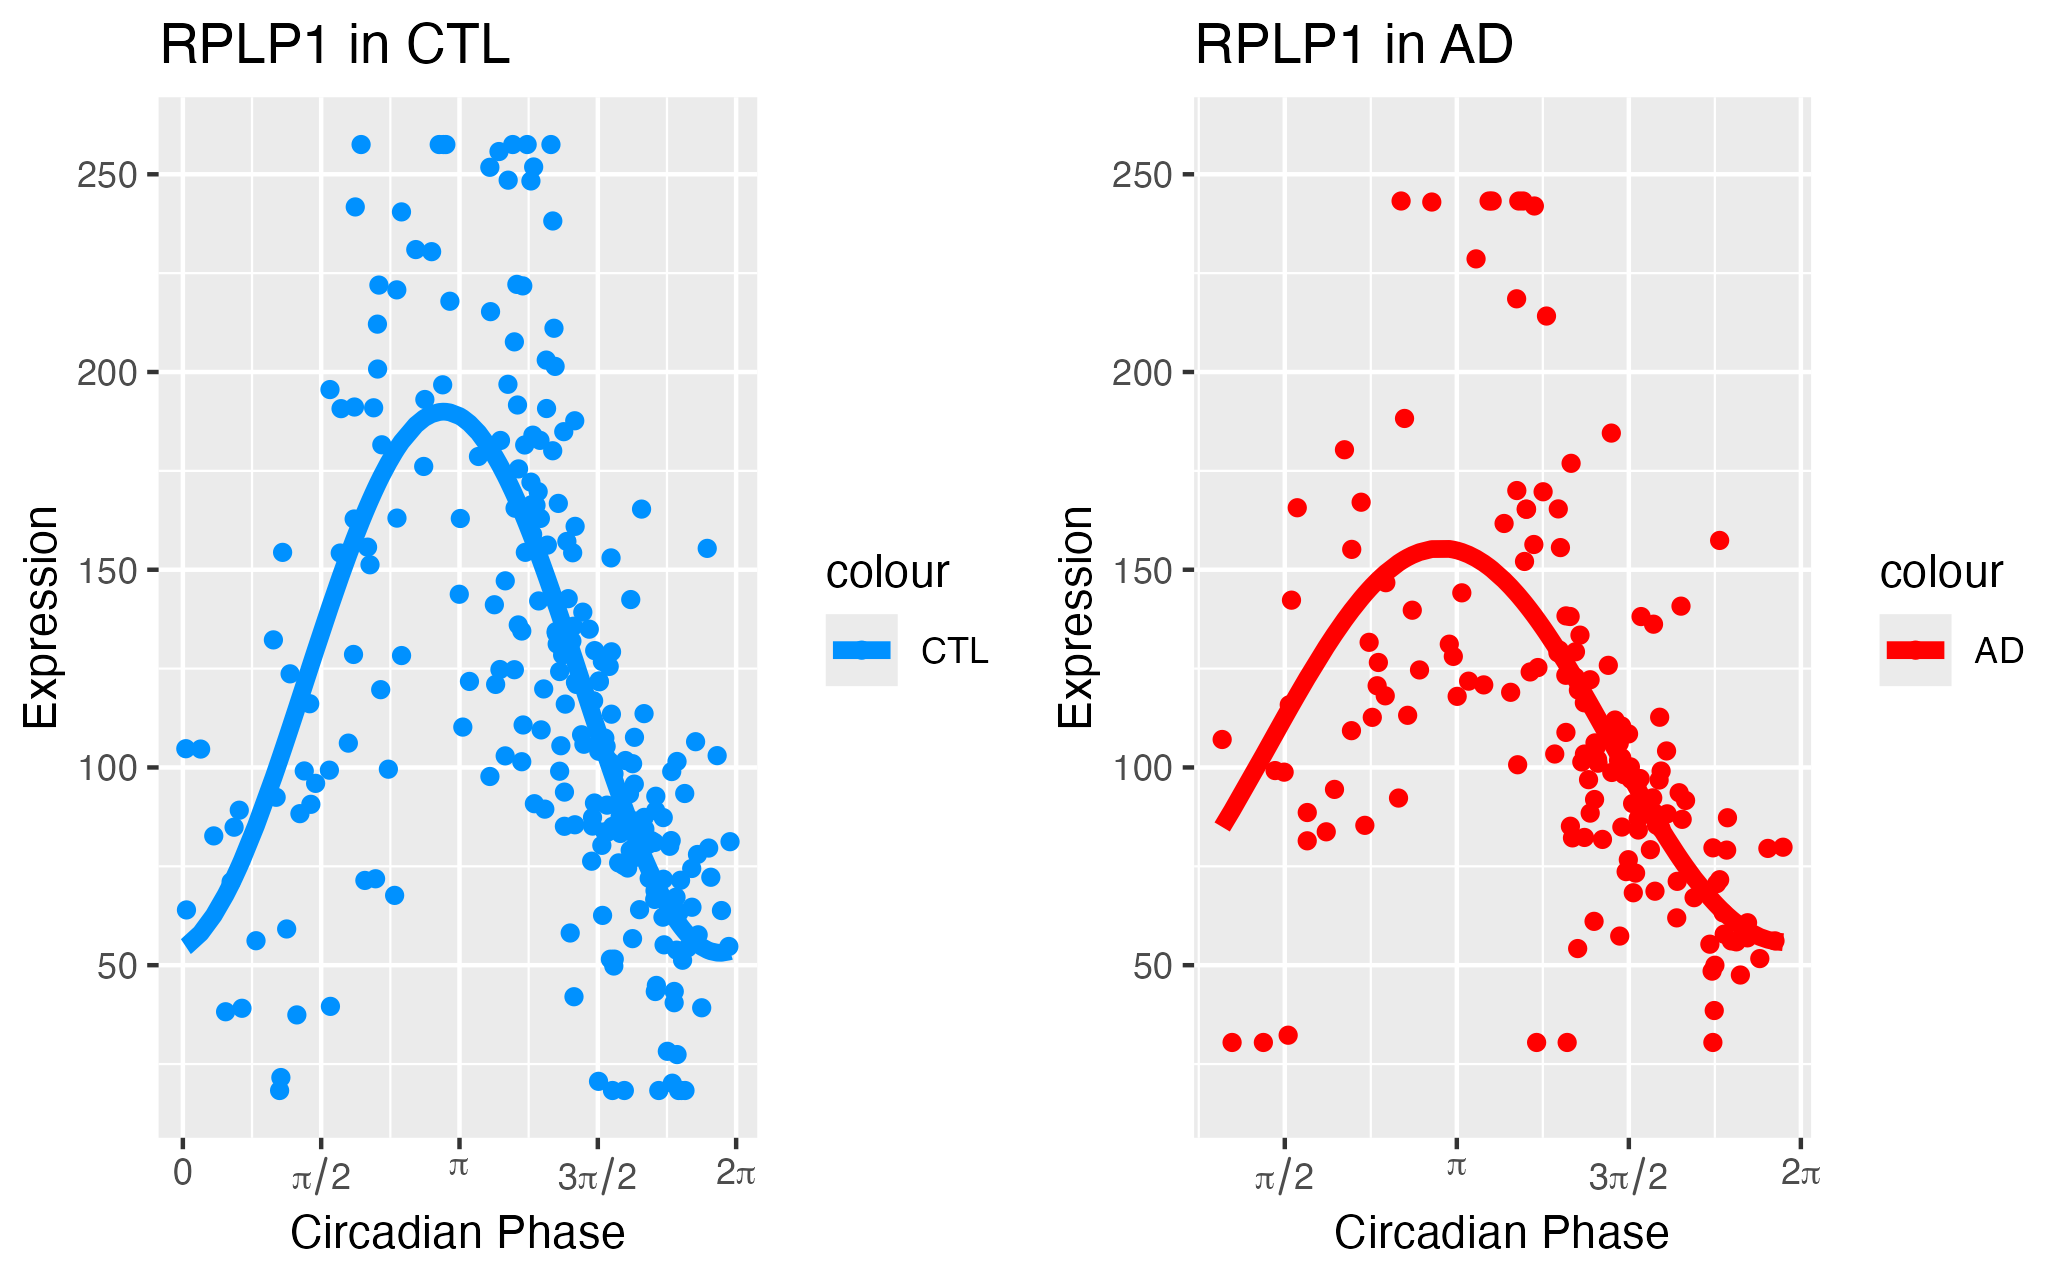 RPLP1 in CTL
Expression
250
200
150
100
50
0
π/2
π
3π/2
2π
Circadian Phase
colour
CTL
RPLP1 in AD
Expression
250
200
150
100
50
π/2
π
3π/2
2π
Circadian Phase
colour
AD